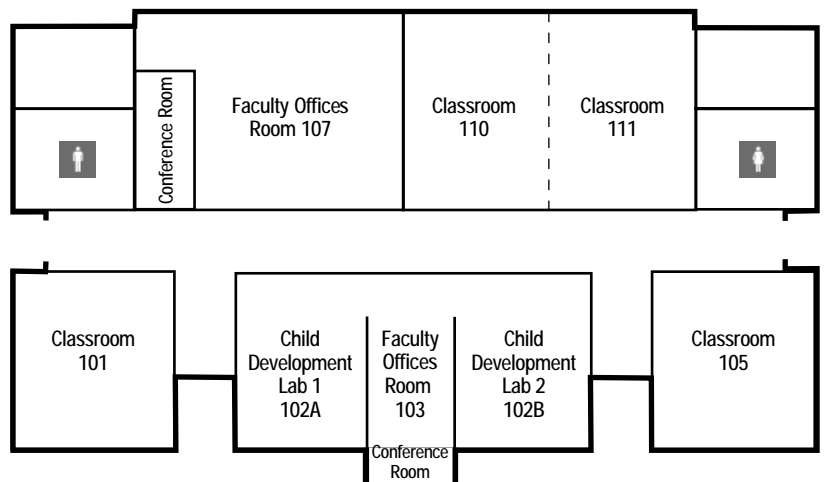 Conference Room
Faculty Offices
Room 107
Classroom
110
Classroom
111
Classroom
101
Child
Development
Lab 1
102A
Faculty
Offices
Room
103
Conference
Room
Child
Development
Lab 2
102B
Classroom
105